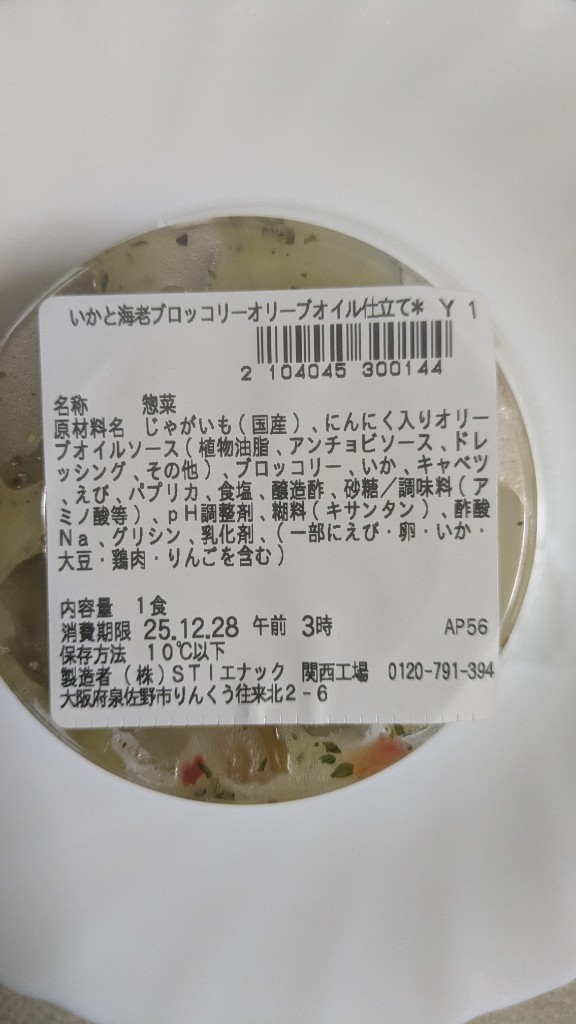 いかと海老ブロッコリーオリーブオイル仕立て* Y 1
2 104045 300144
名称 惣菜
原材料名 じゃがいも(国産)、にんにく入りオリー
ブオイルソース(植物油脂、アンチョビソース、ドレ
ッシング、その他)、ブロッコリー、いか、キャベツ
、えび、パプリカ、食塩、醸造酢、砂糖/調味料(ア
ミノ酸等)、pH調整剤、糊料(キサンタン)、酢酸
Na、グリシン、乳化剤、(一部にえび・卵・いか・
大豆・鶏肉・りんごを含む)
内容量 1食
消費期限 25.12.28 午前 3時 AP56
保存方法 10℃以下
製造者(株)STIエナック 関西工場 0120-791-394
大阪府泉佐野市りんくう往来北2-6